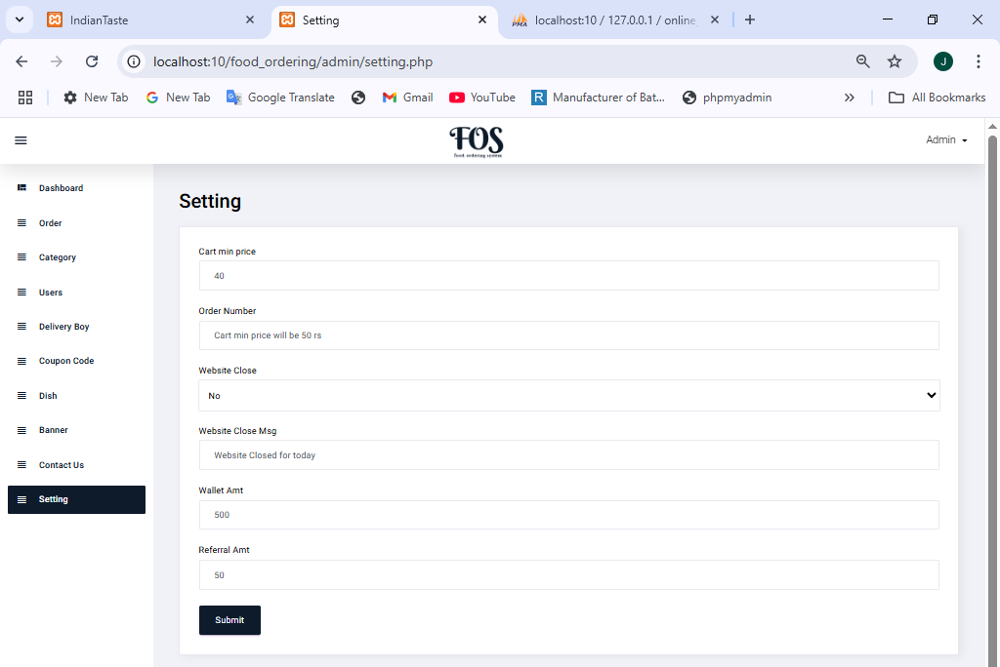 IndianTaste
Setting
localhost:10 / 127.0.0.1 / online_
localhost:10/food_ordering/admin/setting.php
J
New Tab
New Tab
Google Translate
Gmail
YouTube
Manufacturer of Bat...
phpmyadmin
All Bookmarks
FOS
food ordering system
Admin
Dashboard
Order
Category
Users
Delivery Boy
Coupon Code
Dish
Banner
Contact Us
Setting
Setting
Cart min price
40
Order Number
Cart min price will be 50 rs
Website Close
No
Website Close Msg
Website Closed for today
Wallet Amt
500
Referral Amt
50
Submit